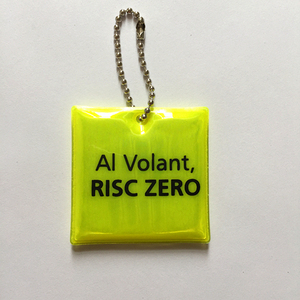 Al Volant,
RISC ZERO